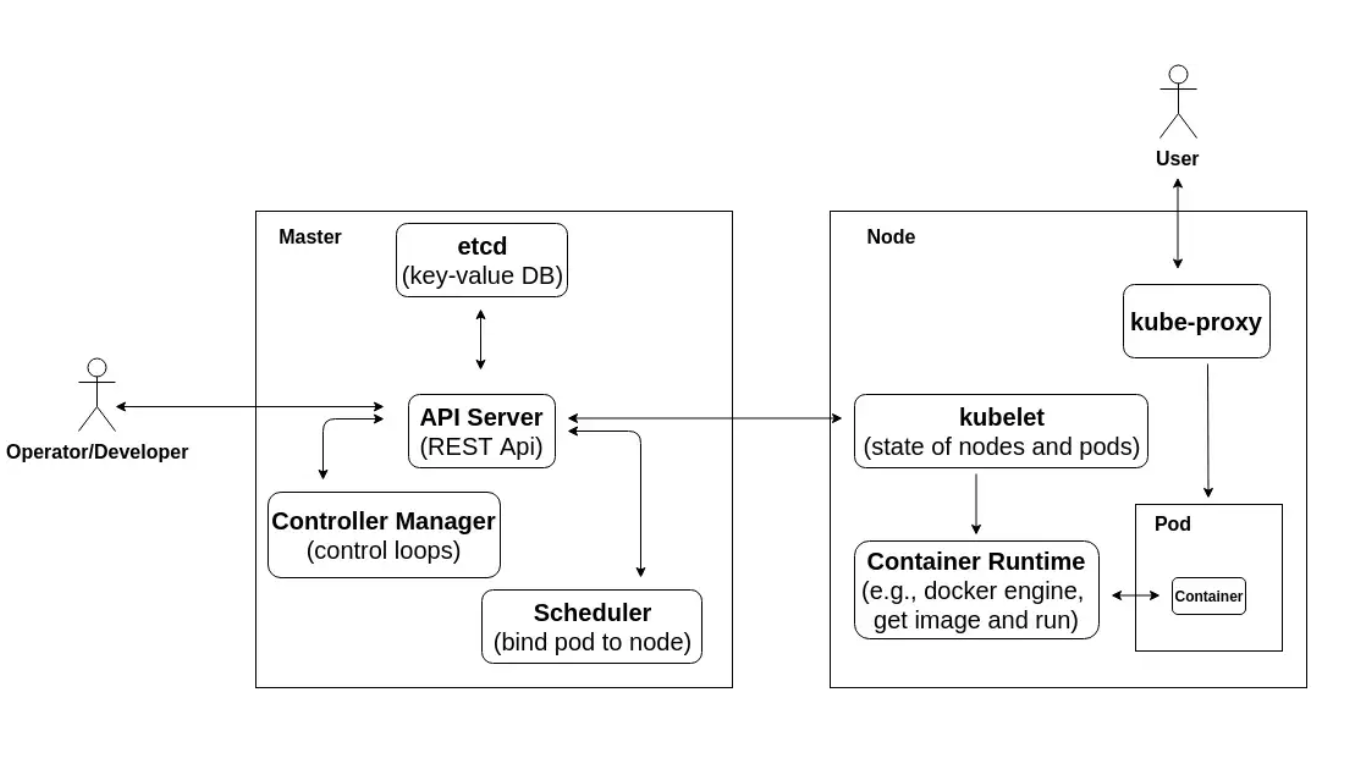 User
Master
etcd
(key-value DB)
Operator/Developer
API Server
(REST Api)
Controller Manager
(control loops)
Scheduler
(bind pod to node)
Node
kube-proxy
kubelet
(state of nodes and pods)
Container Runtime
(e.g., docker engine,
get image and run)
Pod
Container